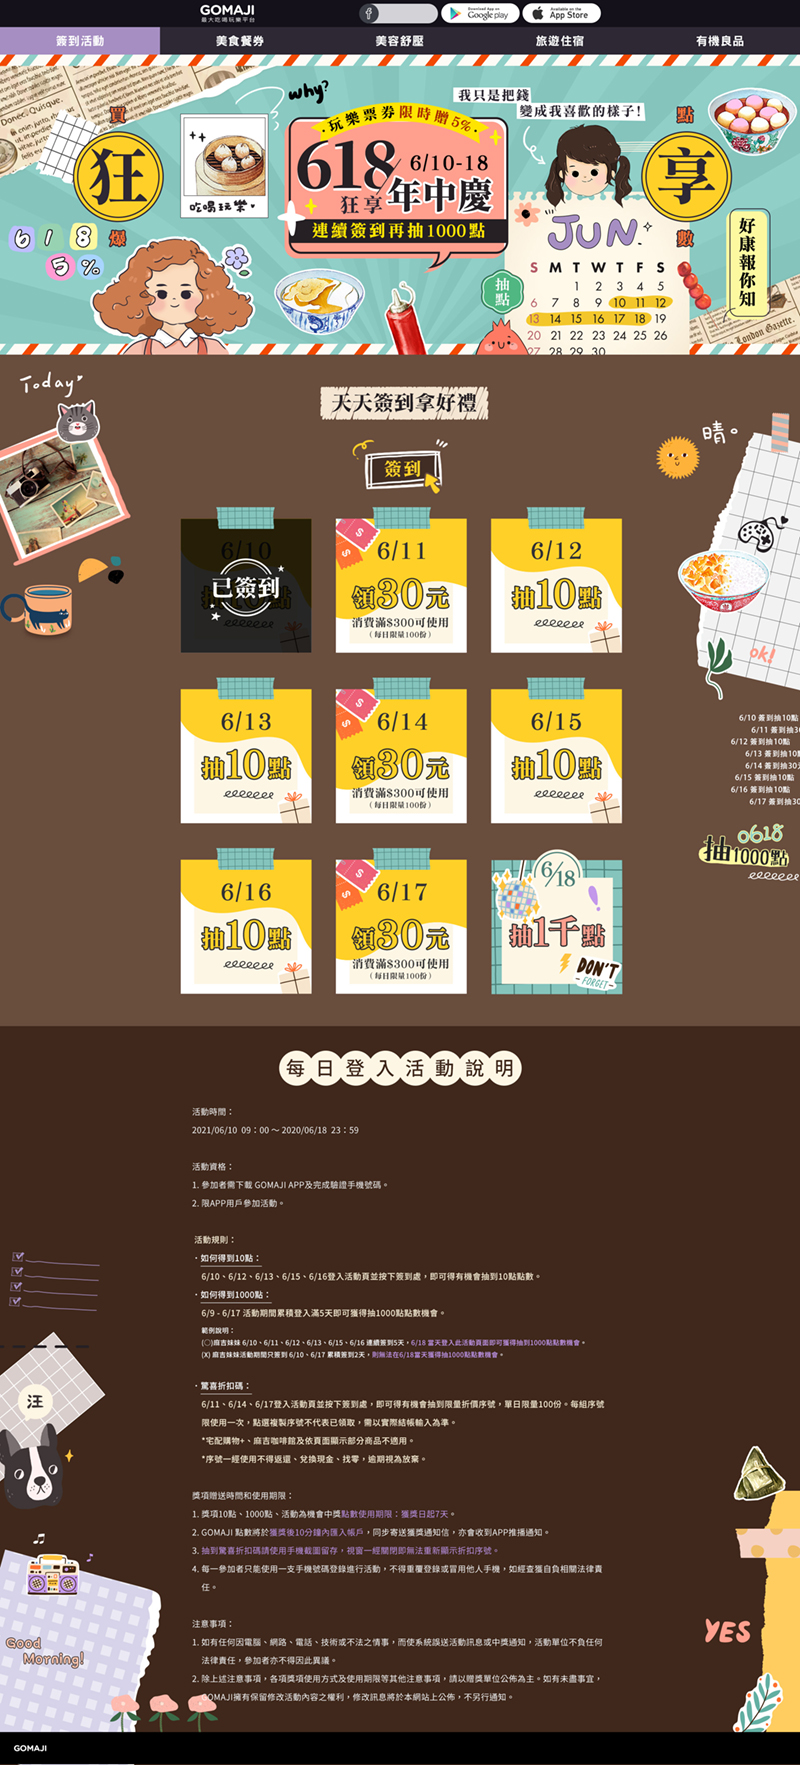 GOMAJI
最大吃喝玩樂平台
Download App on
Google play
Available on the
App Store
簽到活動
美食餐券
美容舒壓
旅遊住宿
有機良品
Donec Quisque.
why?
我只是把錢
變成我喜歡的樣子!
買
狂
爆
吃喝玩樂
玩樂票券限時贈5%
618 6/10-18
狂享年中慶
連續簽到再抽1000點
點
享
數
618
5%
JUN.
S M T W T F S
1 2 3 4 5
6 7 8 9 10 11 12
13 14 15 16 17 18 19
20 21 22 23 24 25 26
27 28 29 30
抽點
好康報你知
London Gazette.
Today
天天簽到拿好禮
簽到
晴。
6/10
已簽到
6/11
領30元
消費滿$300可使用
(每日限量100份)
6/12
抽10點
ok!
6/13
抽10點
6/14
領30元
消費滿$300可使用
(每日限量100份)
6/15
抽10點
6/10 簽到抽10點
6/11 簽到抽3
6/12 簽到抽10點
6/13 簽到抽10
6/14 簽到抽30
6/15 簽到抽10點
6/16 簽到抽10點
6/17 簽到抽30
0618
抽1000點
6/16
抽10點
6/17
領30元
消費滿$300可使用
(每日限量100份)
6/18
抽1千點
DON'T
FORGET
每日登入活動說明
活動時間：
2021/06/10 09：00 ～ 2020/06/18 23：59
活動資格：
1. 參加者需下載 GOMAJI APP及完成驗證手機號碼。
2. 限APP用戶參加活動。
活動規則：
· 如何得到10點：
6/10、6/12、6/13、6/15、6/16登入活動頁並按下簽到處，即可得有機會抽到10點點數。
· 如何得到1000點：
6/9 - 6/17 活動期間累積登入滿5天即可獲得抽1000點點數機會。
範例說明：
(○)麻吉妹妹 6/10、6/11、6/12、6/13、6/15、6/16 連續簽到5天，6/18 當天登入此活動頁面即可獲得抽到1000點點數機會。
(X) 麻吉妹妹活動期間只簽到 6/10、6/17 累積簽到2天，則無法在6/18當天獲得抽1000點點數機會。
· 驚喜折扣碼：
6/11、6/14、6/17登入活動頁並按下簽到處，即可得有機會抽到限量折價序號，單日限量100份。每組序號
限使用一次，點選複製序號不代表已領取，需以實際結帳輸入為準。
*宅配購物+、麻吉咖啡館及依頁面顯示部分商品不適用。
*序號一經使用不得返還、兌換現金、找零，逾期視為放棄。
汪
獎項贈送時間和使用期限：
1. 獎項10點、1000點、活動為機會中獎點數使用期限：獲獎日起7天。
2. GOMAJI 點數將於獲獎後10分鐘內匯入帳戶，同步寄送獲獎通知信，亦會收到APP推播通知。
3. 抽到驚喜折扣碼請使用手機截圖留存，視窗一經關閉即無法重新顯示折扣序號。
4. 每一參加者只能使用一支手機號碼登錄進行活動，不得重覆登錄或冒用他人手機，如經查獲自負相關法律責
任。
注意事項：
1. 如有任何因電腦、網路、電話、技術或不法之情事，而使系統誤送活動訊息或中獎通知，活動單位不負任何
法律責任，參加者亦不得因此異議。
2. 除上述注意事項，各項獎項使用方式及使用期限等其他注意事項，請以贈獎單位公佈為主。如有未盡事宜，
GOMAJI擁有保留修改活動內容之權利，修改訊息將於本網站上公佈，不另行通知。
Good
Morning!
YES
GOMAJI